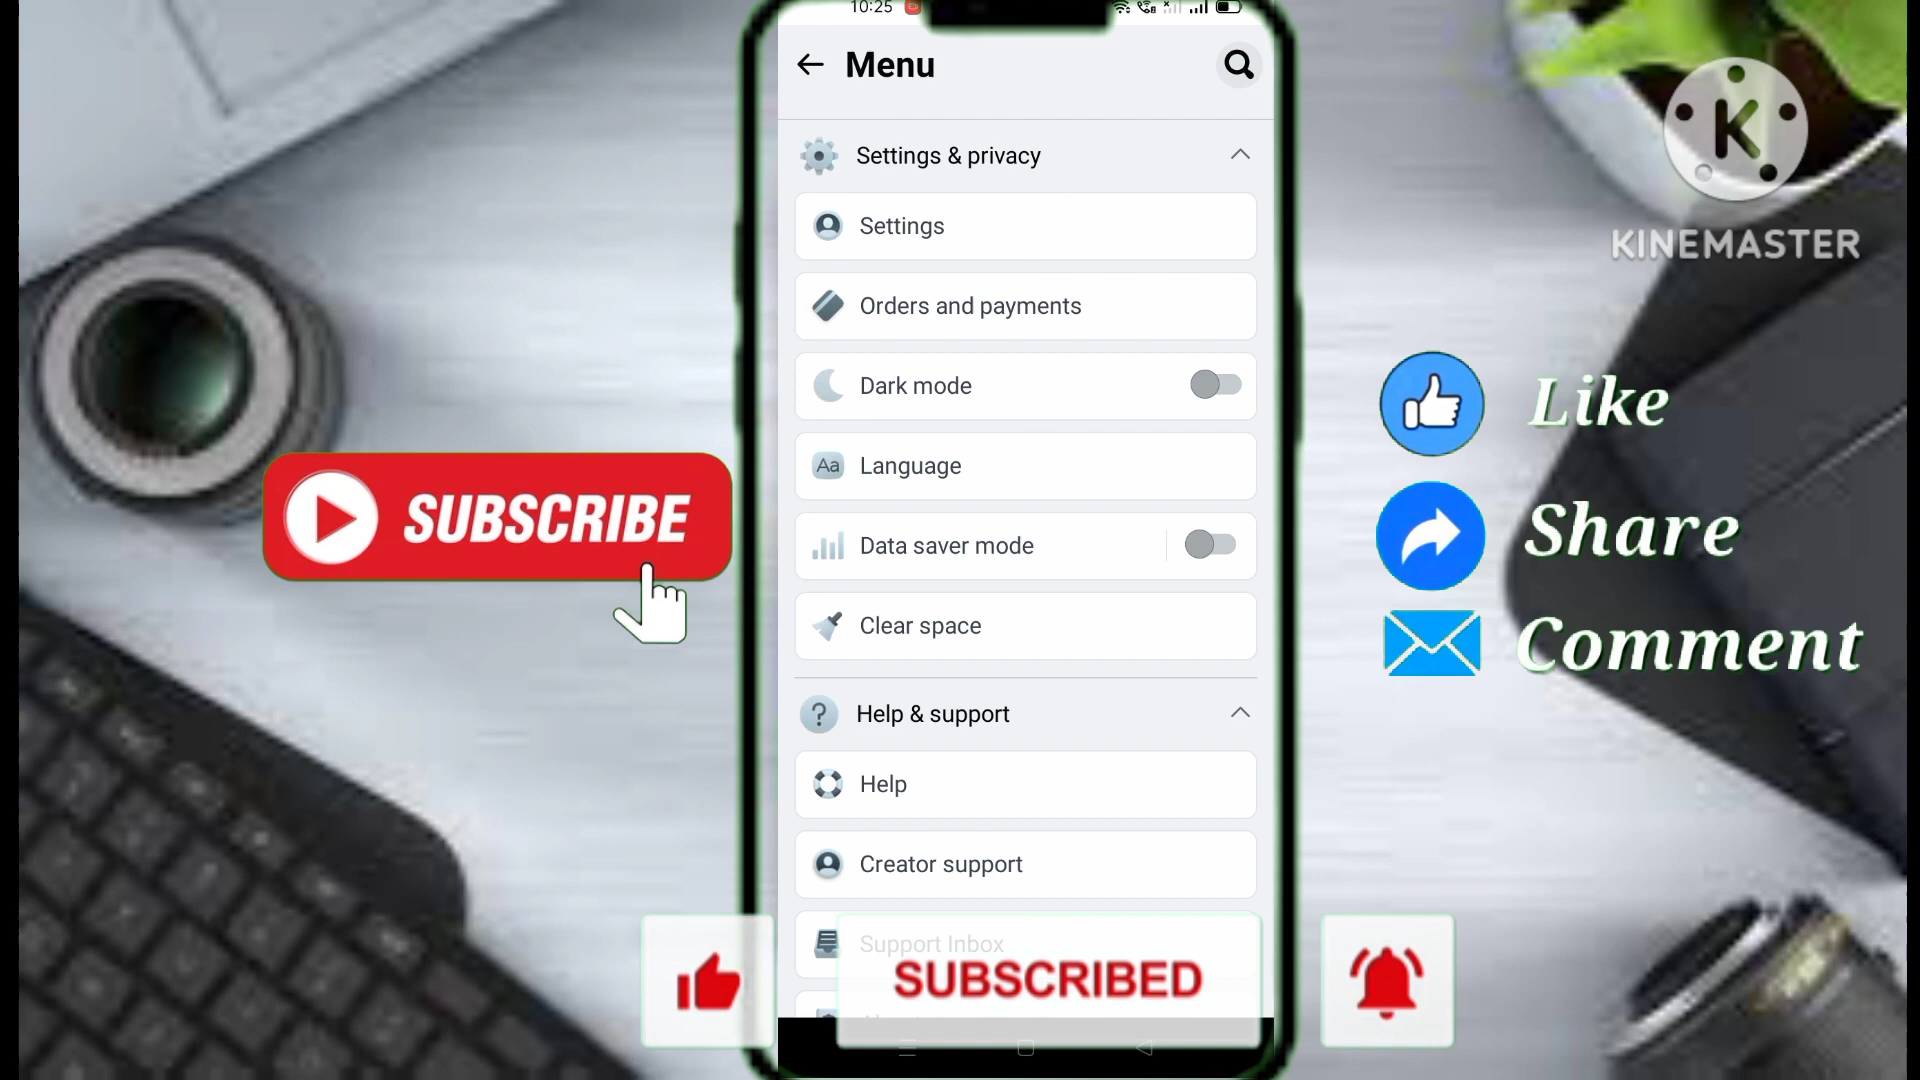 10:25
Menu
Settings & privacy
Settings
Orders and payments
Dark mode
Aa Language
Data saver mode
Clear space
? Help & support
Help
Creator support
Support Inbox
SUBSCRIBE
SUBSCRIBED
K
KINEMASTER
Like
Share
Comment